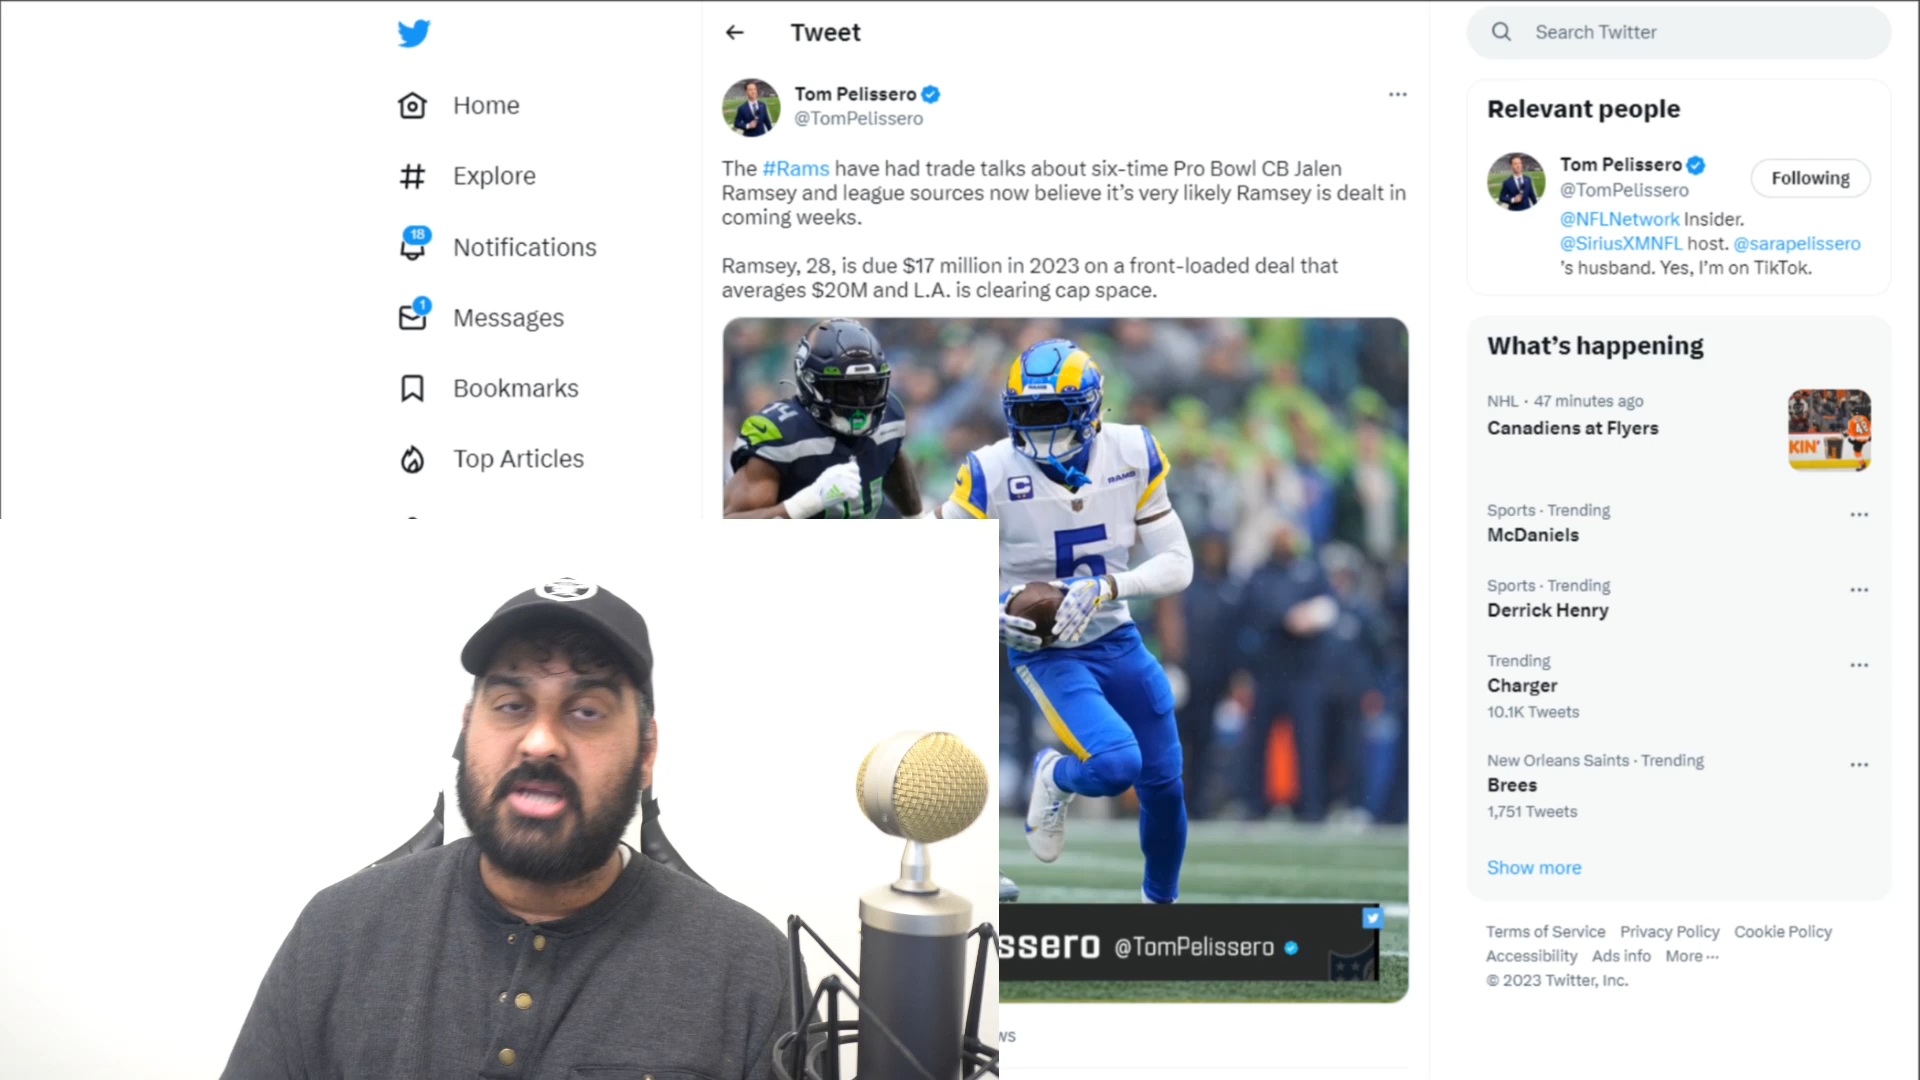 Home
Explore
18
Notifications
1
Messages
Bookmarks
Top Articles
Tweet
Tom Pelissero
@TomPelissero
The #Rams have had trade talks about six-time Pro Bowl CB Jalen
Ramsey and league sources now believe it’s very likely Ramsey is dealt in
coming weeks.
Ramsey, 28, is due $17 million in 2023 on a front-loaded deal that
averages $20M and L.A. is clearing cap space.
14
C
RAMS
5
ssero @TomPelissero
ws
Search Twitter
Relevant people
Tom Pelissero
Following
@TomPelissero
@NFLNetwork Insider.
@SiriusXMNFL host. @sarapelissero
’s husband. Yes, I’m on TikTok.
What’s happening
NHL · 47 minutes ago
Canadiens at Flyers
KIN'
Sports · Trending
McDaniels
Sports · Trending
Derrick Henry
Trending
Charger
10.1K Tweets
New Orleans Saints · Trending
Brees
1,751 Tweets
Show more
Terms of Service Privacy Policy Cookie Policy
Accessibility Ads info More ···
© 2023 Twitter, Inc.